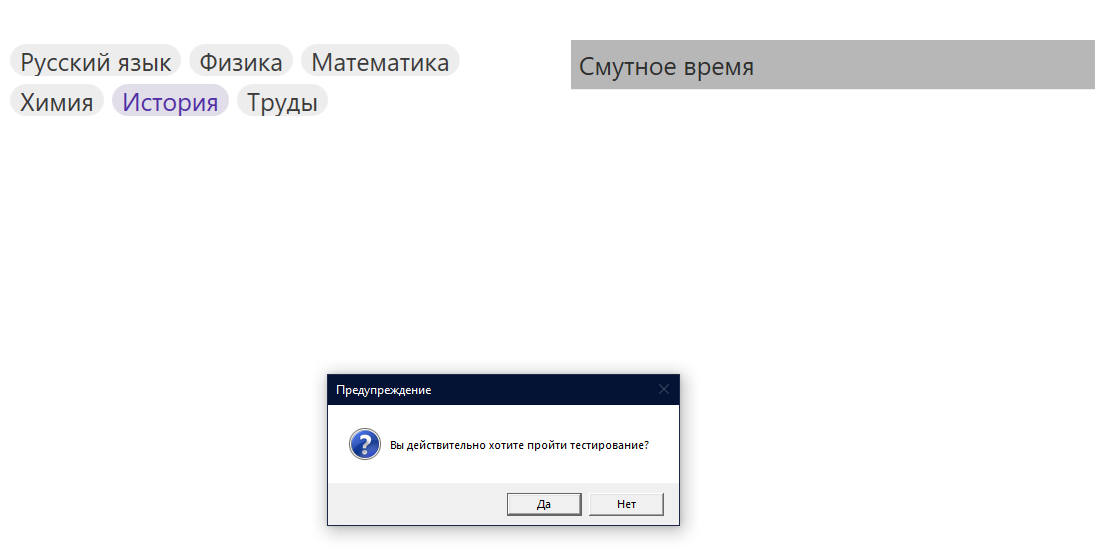 Русский язык Физика Математика
Химия История Труды
Смутное время
Предупреждение
Вы действительно хотите пройти тестирование?
Да Нет